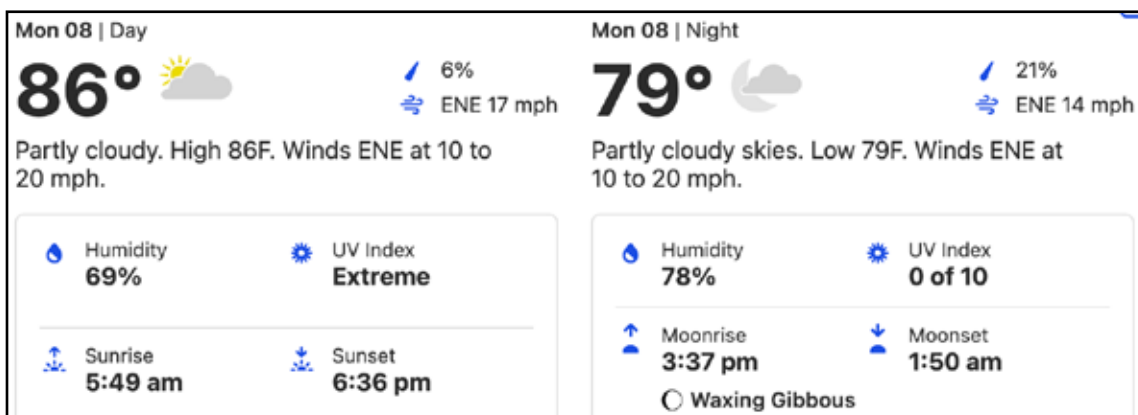 Mon 08 | Day
86°
6%
ENE 17 mph
Partly cloudy. High 86F. Winds ENE at 10 to
20 mph.
Humidity
69%
UV Index
Extreme
Sunrise
5:49 am
Sunset
6:36 pm
Mon 08 | Night
79°
21%
ENE 14 mph
Partly cloudy skies. Low 79F. Winds ENE at
10 to 20 mph.
Humidity
78%
UV Index
0 of 10
Moonrise
3:37 pm
Waxing Gibbous
Moonset
1:50 am